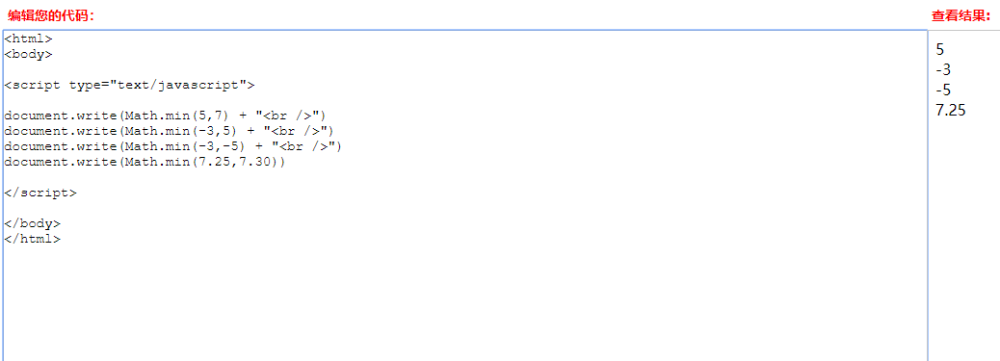 编辑您的代码：
查看结果:
<html>
<body>
<script type="text/javascript">
document.write(Math.min(5,7) + "<br />")
document.write(Math.min(-3,5) + "<br />")
document.write(Math.min(-3,-5) + "<br />")
document.write(Math.min(7.25,7.30))
</script>
</body>
</html>
5
-3
-5
7.25